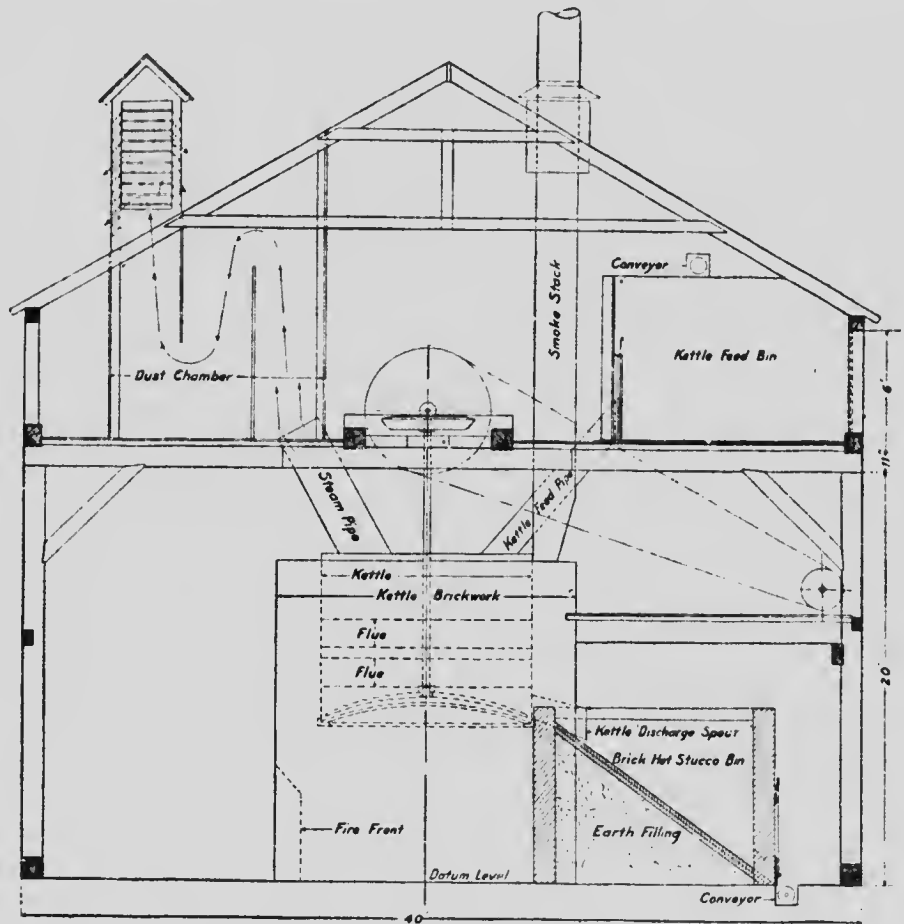 Conveyor
Smoke Stack
Kettle Feed Bin
Dust Chamber
6'
11"
Steam Pipe
Kettle Feed Pipe
Kettle
Kettle Brickwork
Flue
Flue
20'
Kettle Discharge Spout
Brick Hot Stucco Bin
Fire Front
Earth Filling
Datum Level
Conveyor
40'